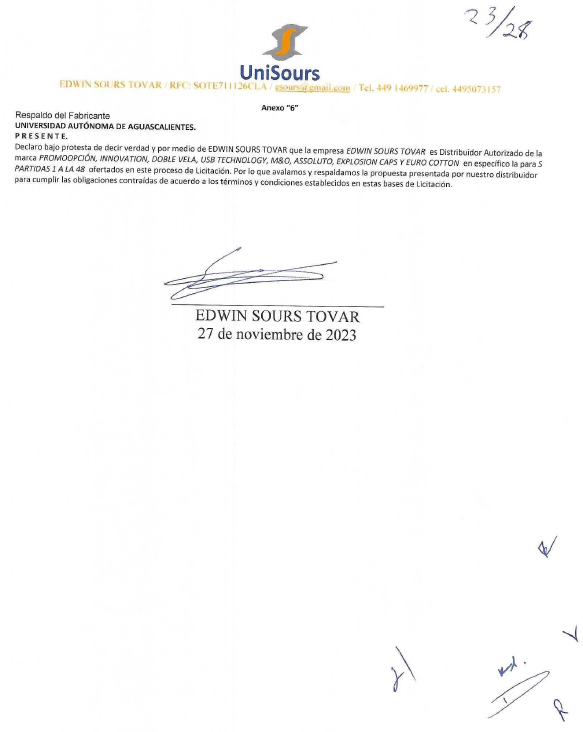 23/28
UniSours
EDWIN SOURS TOVAR / RFC: SOTE711126CLA / esours@gmail.com / Tel. 449 1469977 / cel. 4495073157
Anexo "6"
Respaldo del Fabricante
UNIVERSIDAD AUTÓNOMA DE AGUASCALIENTES.
P R E S E N T E.
Declaro bajo protesta de decir verdad y por medio de EDWIN SOURS TOVAR que la empresa EDWIN SOURS TOVAR es Distribuidor Autorizado de la
marca PROMOOPCIÓN, INNOVATION, DOBLE VELA, USB TECHNOLOGY, M&O, ASSOLUTO, EXPLOSION CAPS Y EURO COTTON en específico la para S
PARTIDAS 1 A LA 48 ofertados en este proceso de Licitación. Por lo que avalamos y respaldamos la propuesta presentada por nuestro distribuidor
para cumplir las obligaciones contraídas de acuerdo a los términos y condiciones establecidos en estas bases de Licitación.
EDWIN SOURS TOVAR
27 de noviembre de 2023